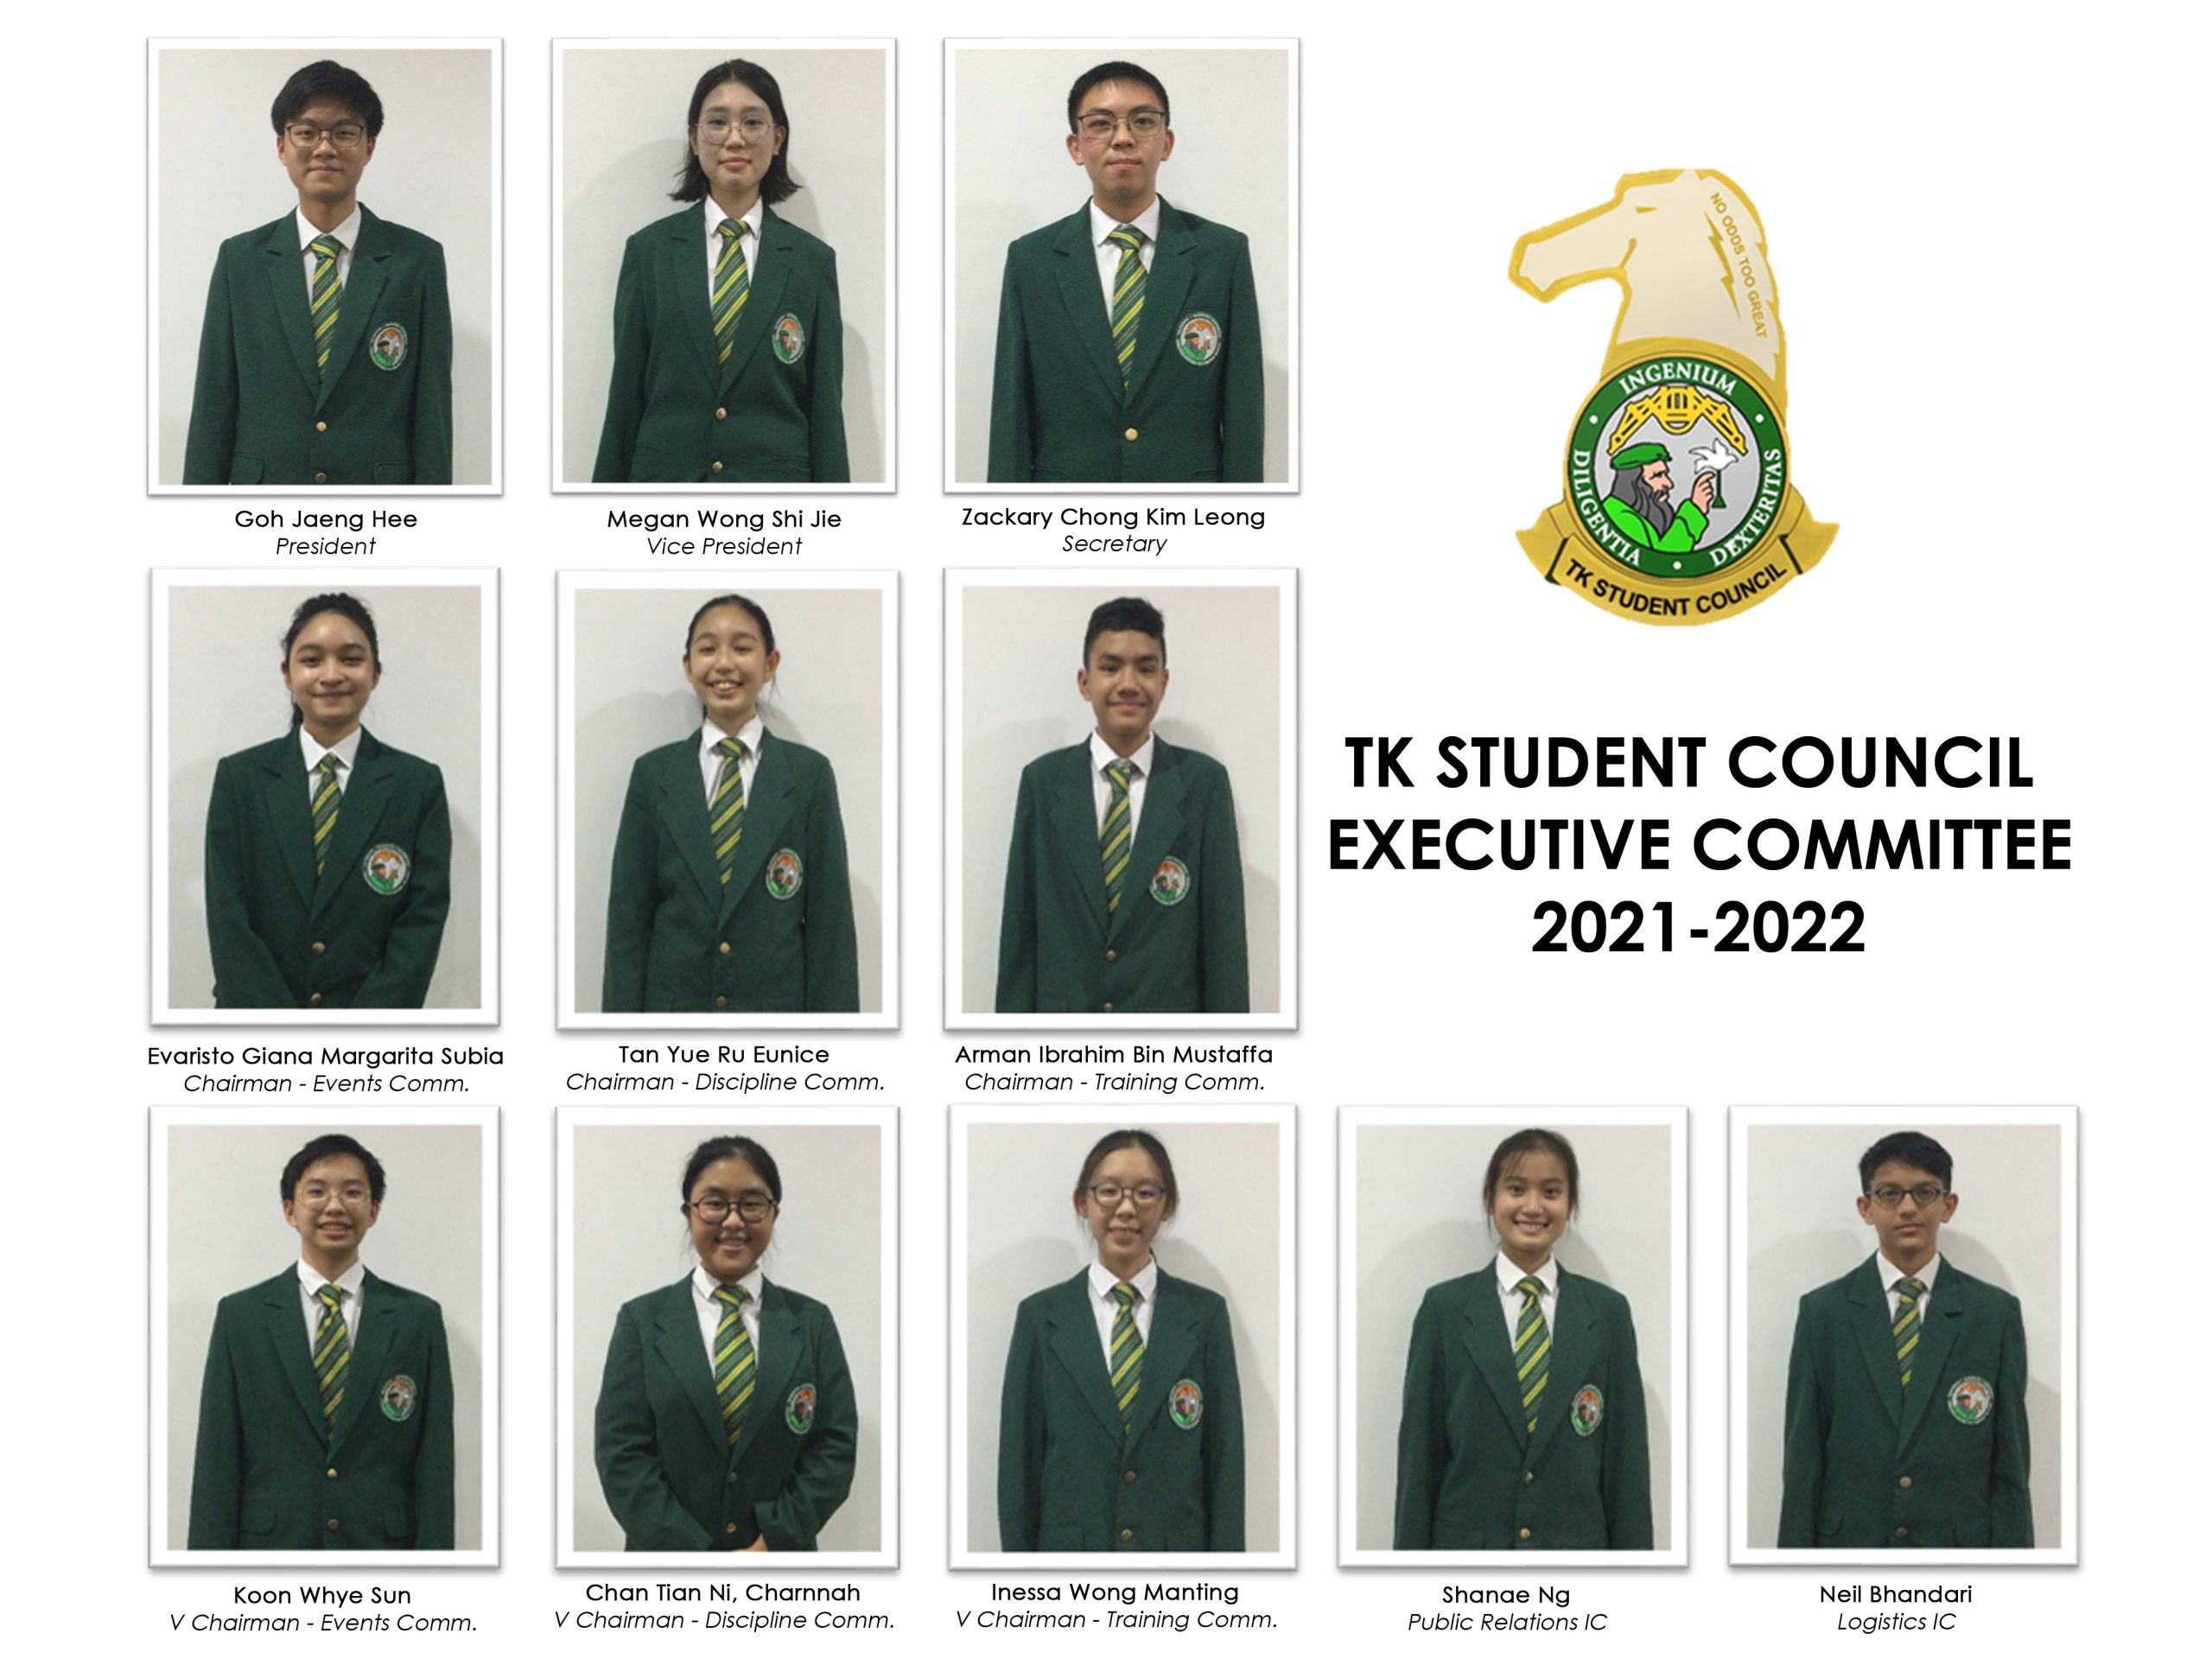 Goh Jaeng Hee
President
Megan Wong Shi Jie
Vice President
Zackary Chong Kim Leong
Secretary
NO ODDS TOO GREAT
INGENIUM
DILIGENTIA
DEXTERITAS
TK STUDENT COUNCIL
Evaristo Giana Margarita Subia
Chairman - Events Comm.
Tan Yue Ru Eunice
Chairman - Discipline Comm.
Arman Ibrahim Bin Mustaffa
Chairman - Training Comm.
TK STUDENT COUNCIL
EXECUTIVE COMMITTEE
2021-2022
Koon Whye Sun
V Chairman - Events Comm.
Chan Tian Ni, Charnnah
V Chairman - Discipline Comm.
Inessa Wong Manting
V Chairman - Training Comm.
Shanae Ng
Public Relations IC
Neil Bhandari
Logistics IC